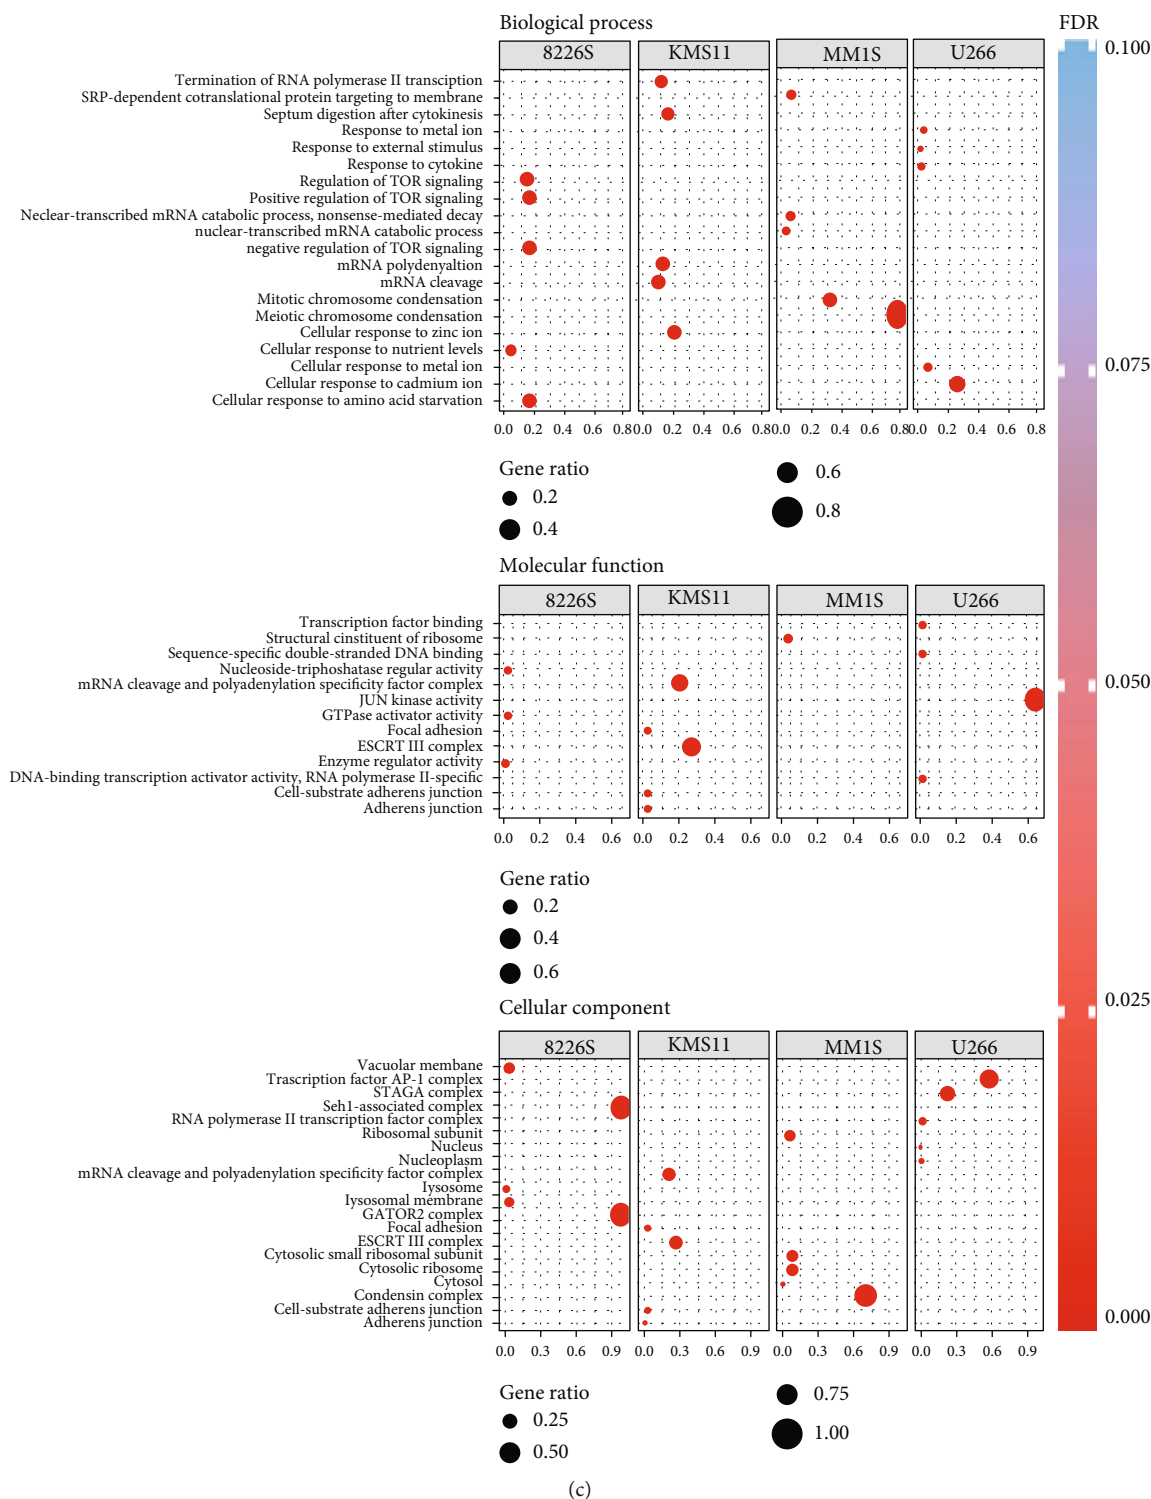 Biological process
FDR
8226S KMS11 MM1S U266
0.100
Termination of RNA polymerase II transciption
SRP-dependent cotranslational protein targeting to membrane
Septum digestion after cytokinesis
Response to metal ion
Response to external stimulus
Response to cytokine
Regulation of TOR signaling
Positive regulation of TOR signaling
Neclear-transcribed mRNA catabolic process, nonsense-mediated decay
nuclear-transcribed mRNA catabolic process
negative regulation of TOR signaling
mRNA polydenyaltion
mRNA cleavage
Mitotic chromosome condensation
Meiotic chromosome condensation
Cellular response to zinc ion
Cellular response to nutrient levels
Cellular response to metal ion
0.075
Cellular response to cadmium ion
Cellular response to amino acid starvation
0.0 0.2 0.4 0.6 0.8 0.0 0.2 0.4 0.6 0.8 0.0 0.2 0.4 0.6 0.8 0.0 0.2 0.4 0.6 0.8
Gene ratio
0.2
0.4
0.6
0.8
Molecular function
8226S KMS11 MM1S U266
Transcription factor binding
Structural cinstituent of ribosome
Sequence-specific double-stranded DNA binding
Nucleoside-triphoshatase regular activity
mRNA cleavage and polyadenylation specificity factor complex
0.050
JUN kinase activity
GTPase activator activity
Focal adhesion
ESCRT III complex
Enzyme regulator activity
DNA-binding transcription activator activity, RNA polymerase II-specific
Cell-substrate adherens junction
Adherens junction
0.0 0.2 0.4 0.6 0.0 0.2 0.4 0.6 0.0 0.2 0.4 0.6 0.0 0.2 0.4 0.6
Gene ratio
0.2
0.4
0.6
Cellular component
0.025
8226S KMS11 MM1S U266
Vacuolar membane
Trascription factor AP-1 complex
STAGA complex
Seh1-associated complex
RNA polymerase II transcription factor complex
Ribosomal subunit
Nucleus
Nucleoplasm
mRNA cleavage and polyadenylation specificity factor complex
Iysosome
Iysosomal membrane
GATOR2 complex
Focal adhesion
ESCRT III complex
Cytosolic small ribosomal subunit
Cytosolic ribosome
Cytosol
Condensin complex
Cell-substrate adherens junction
0.000
Adherens junction
0.0 0.3 0.6 0.9 0.0 0.3 0.6 0.9 0.0 0.3 0.6 0.9 0.0 0.3 0.6 0.9
Gene ratio
0.25
0.50
0.75
1.00
(c)